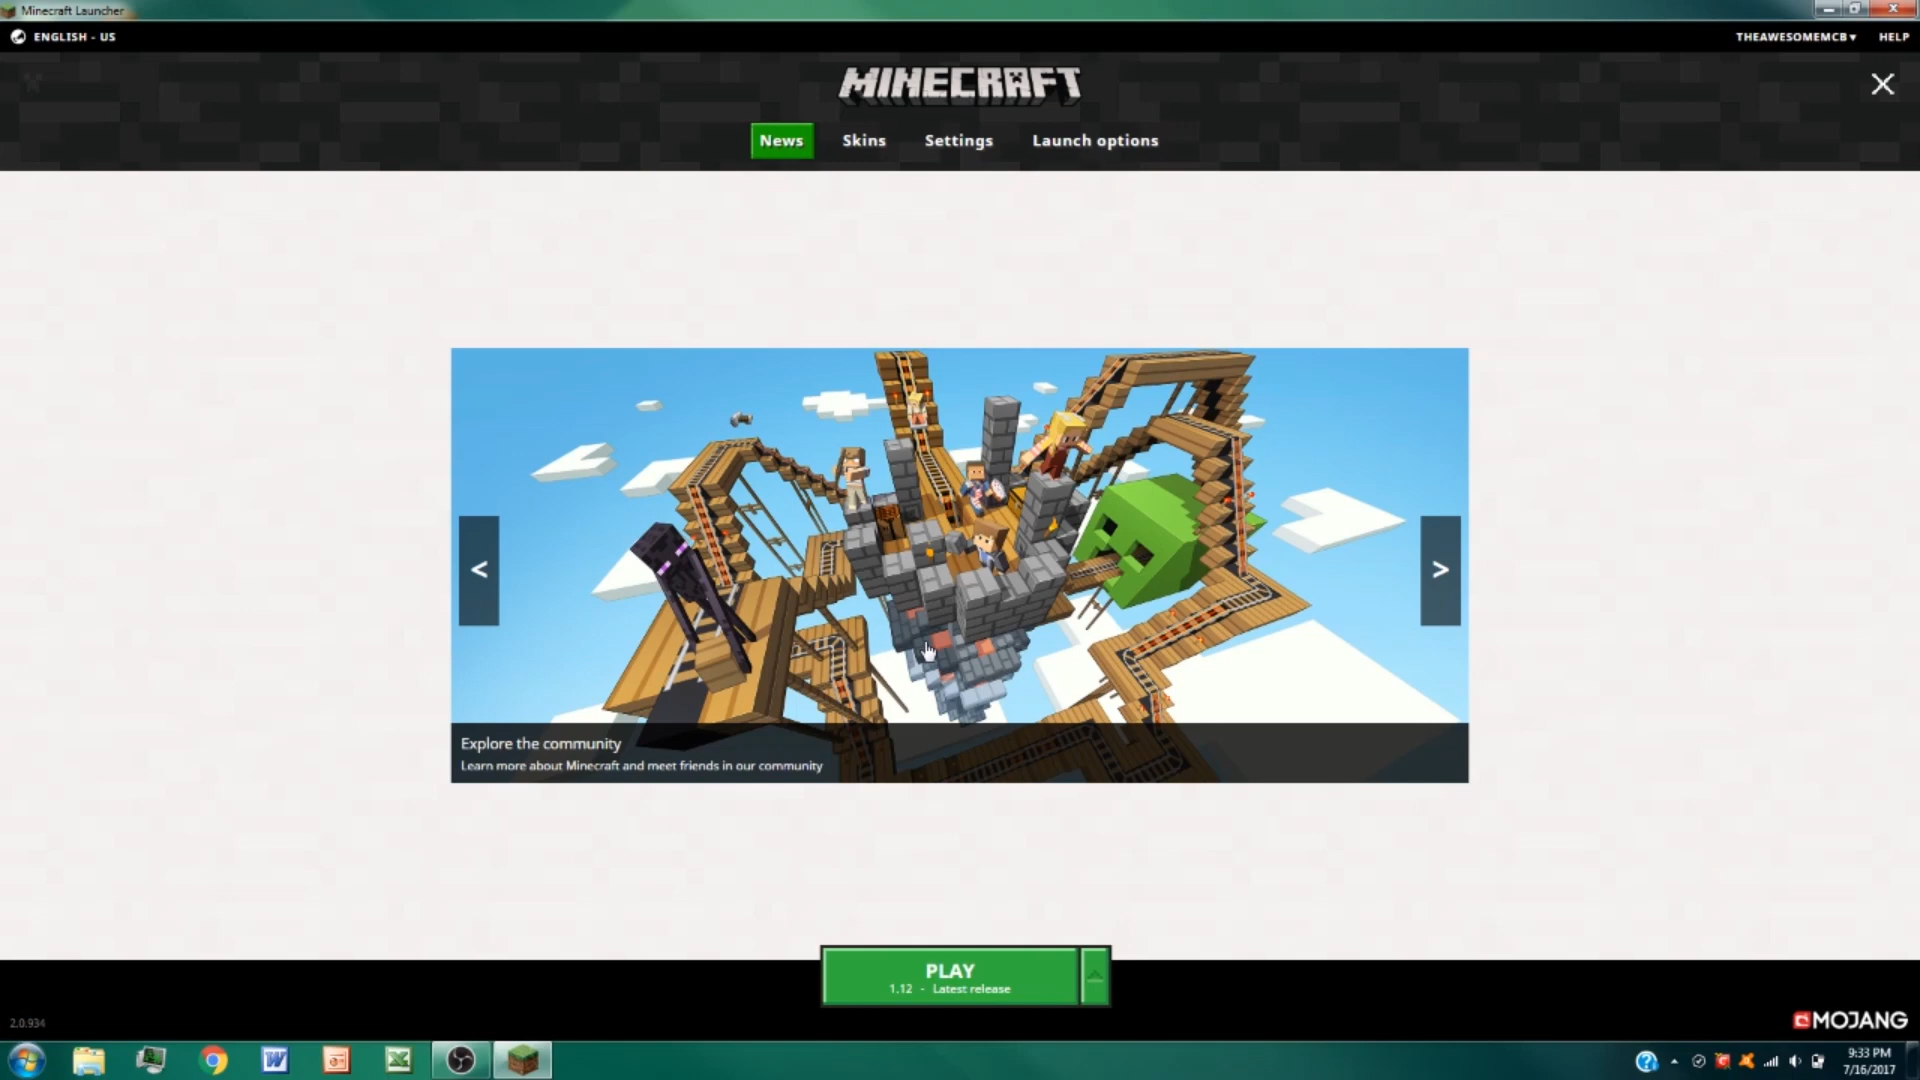 Minecraft Launcher
ENGLISH - US
THEAWESOMEMCB▾ HELP
MINECRAFT
News Skins Settings Launch options
< >
Explore the community
Learn more about Minecraft and meet friends in our community
PLAY
1.12 - Latest release
2.0.934
MOJANG
9:33 PM
7/16/2017